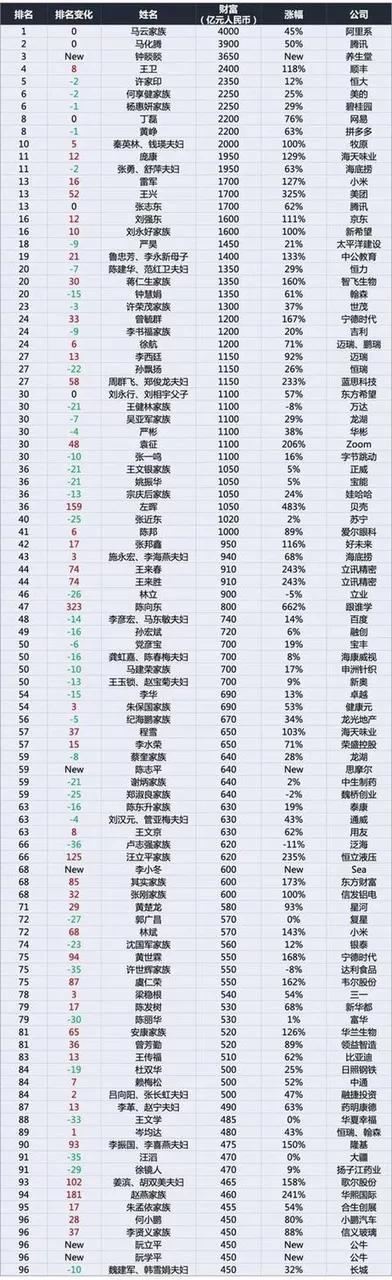 排名 排名变化 姓名 财富（亿元人民币） 涨幅 公司
1 0 马云家族 4000 45% 阿里系
2 0 马化腾 3900 50% 腾讯
3 New 钟睒睒 3650 New 养生堂
4 8 王卫 2400 118% 顺丰
5 -2 许家印 2350 12% 恒大
6 -2 何享健家族 2250 25% 美的
6 -1 杨惠妍家族 2250 29% 碧桂园
8 0 丁磊 2200 76% 网易
8 -1 黄峥 2200 63% 拼多多
10 5 秦英林、钱瑛夫妇 2000 100% 牧原
11 12 庞康 1950 129% 海天味业
11 -2 张勇、舒萍夫妇 1950 63% 海底捞
13 16 雷军 1700 127% 小米
13 52 王兴 1700 325% 美团
13 0 张志东 1700 62% 腾讯
16 12 刘强东 1600 111% 京东
16 10 刘永好家族 1600 100% 新希望
18 -9 严昊 1450 21% 太平洋建设
19 21 鲁忠芳、李永新母子 1400 133% 中公教育
20 -7 陈建华、范红卫夫妇 1350 29% 恒力
20 30 蒋仁生家族 1350 160% 智飞生物
20 -15 钟慧娟 1350 61% 翰森
23 -3 许荣茂家族 1300 37% 世茂
24 33 曾毓群 1200 167% 宁德时代
24 -9 李书福家族 1200 20% 吉利
24 6 徐航 1200 71% 迈瑞、鹏瑞
27 13 李西廷 1150 92% 迈瑞
27 -22 孙飘扬 1150 26% 恒瑞
27 58 周群飞、郑俊龙夫妇 1150 233% 蓝思科技
30 0 刘永行、刘相宇父子 1100 57% 东方希望
30 -21 王健林家族 1100 -8% 万达
30 -7 吴亚军家族 1100 29% 龙湖
30 -4 严彬 1100 38% 华彬
30 48 袁征 1100 206% Zoom
30 -10 张一鸣 1100 16% 字节跳动
36 -21 王文银家族 1050 5% 正威
36 -21 姚振华 1050 5% 宝能
36 -13 宗庆后家族 1050 24% 娃哈哈
36 159 左晖 1050 483% 贝壳
40 -25 张近东 1020 2% 苏宁
41 6 陈邦 1000 89% 爱尔眼科
42 17 张邦鑫 950 116% 好未来
43 3 施永宏、李海燕夫妇 940 68% 海底捞
44 74 王来春 910 243% 立讯精密
44 74 王来胜 910 243% 立讯精密
46 -26 林立 900 -5% 立业
47 323 陈向东 800 662% 跟谁学
48 -14 李彦宏、马东敏夫妇 740 14% 百度
49 -16 孙宏斌 720 6% 融创
50 -6 党彦宝 700 19% 宝丰
50 -16 龚虹嘉、陈春梅夫妇 700 8% 海康威视
50 -10 马建荣家族 700 17% 申洲针织
50 -13 王玉锁、赵宝菊夫妇 700 9% 新奥
54 -15 李华 690 13% 卓越
54 3 朱保国家族 690 53% 健康元
56 -5 纪海鹏家族 670 34% 龙光地产
57 37 程雪 650 103% 海天味业
57 15 李水荣 650 71% 荣盛控股
59 -8 蔡奎家族 640 28% 龙湖
59 New 陈志平 640 New 思摩尔
59 -21 谢炳家族 640 2% 中生制药
59 -25 郑淑良家族 640 -2% 魏桥创业
63 -16 陈东升家族 630 19% 泰康
63 -4 刘汉元、管亚梅夫妇 630 43% 通威
63 8 王文京 630 62% 用友
66 -36 卢志强家族 620 -11% 泛海
66 125 汪立平家族 620 235% 恒立液压
68 New 李小冬 600 New Sea
68 85 其实家族 600 173% 东方财富
68 32 张刚家族 600 100% 信发铝电
71 29 黄楚龙 580 93% 星河
72 -27 郭广昌 570 0% 复星
72 68 林斌 570 143% 小米
74 -23 沈国军家族 560 12% 银泰
75 94 黄世霖 550 168% 宁德时代
75 -35 许世辉家族 550 -8% 达利食品
75 87 虞仁荣 550 162% 韦尔股份
78 3 梁稳根 540 54% 三一
79 17 陈发树 530 68% 新华都
79 -30 陈丽华 530 1% 富华
81 65 安康家族 520 126% 华兰生物
81 36 曾芳勤 520 89% 领益智造
83 13 王传福 510 62% 比亚迪
84 -19 杜双华 500 25% 日照钢铁
84 7 赖梅松 500 52% 中通
84 2 吕向阳、张长虹夫妇 500 47% 融捷投资
87 13 李革、赵宁夫妇 490 63% 药明康德
88 -33 王文学 485 0% 华夏幸福
89 1 岑均达 480 43% 恒瑞、翰森
90 93 李振国、李喜燕夫妇 475 150% 隆基
91 -35 汪滔 470 0% 大疆
91 -29 徐镜人 470 9% 扬子江药业
93 102 姜滨、胡双美夫妇 465 158% 歌尔股份
94 181 赵燕家族 460 241% 华熙国际
95 17 朱孟依家族 455 54% 合生创展
96 28 何小鹏 450 80% 小鹏汽车
96 37 李贤义家族 450 88% 信义玻璃
96 New 阮立平 450 New 公牛
96 New 阮学平 450 New 公牛
96 -10 魏建军、韩雪娟夫妇 450 32% 长城